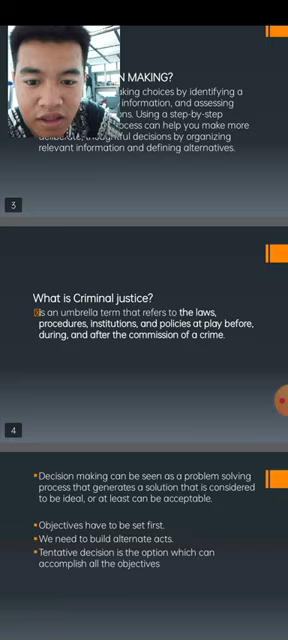 N MAKING?
aking choices by identifying a
information, and assessing
ons. Using a step-by-step
ocess can help you make more
deliberate, thoughtful decisions by organizing
relevant information and defining alternatives.
3
What is Criminal justice?
is an umbrella term that refers to the laws,
procedures, institutions, and policies at play before,
during, and after the commission of a crime.
4
Decision making can be seen as a problem solving
process that generates a solution that is considered
to be ideal, or at least can be acceptable.
Objectives have to be set first.
We need to build alternate acts.
Tentative decision is the option which can
accomplish all the objectives